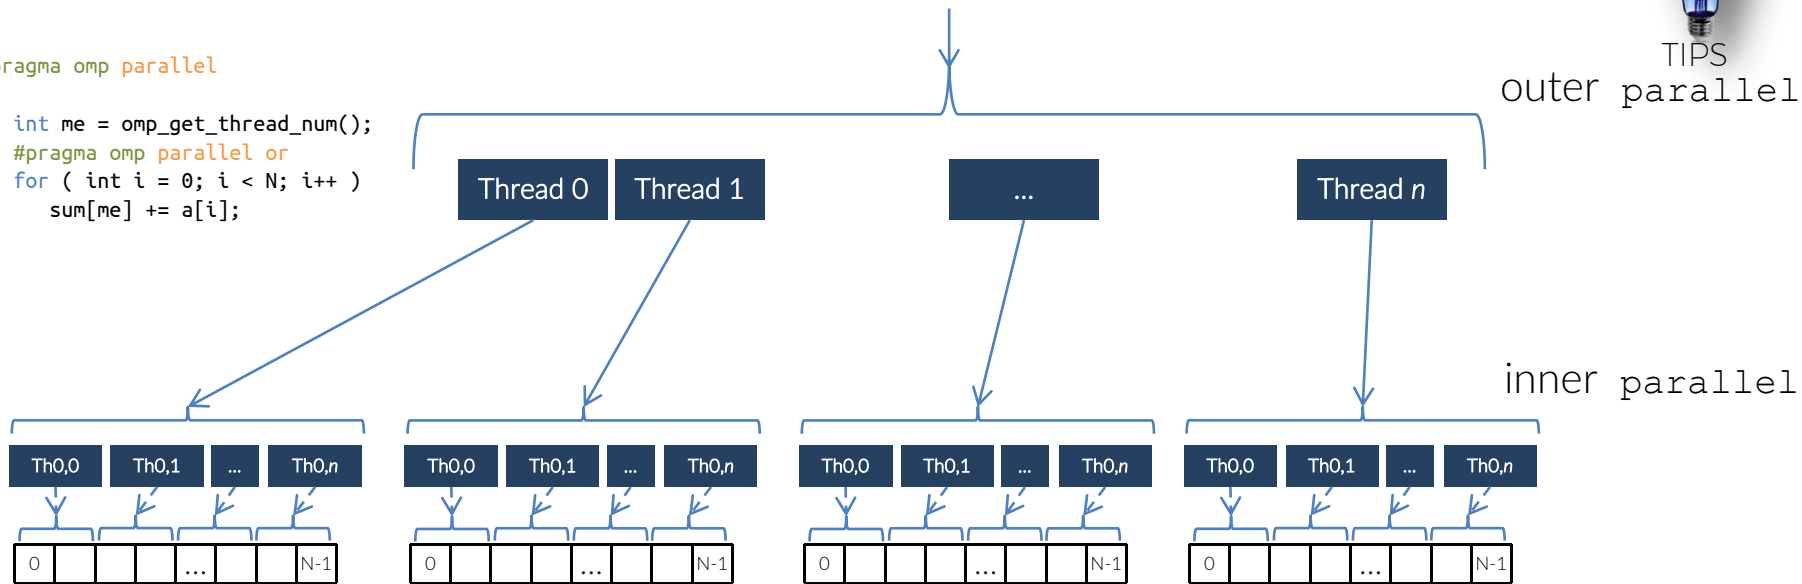 TIPS
outer parallel
ragma omp parallel
int me = omp_get_thread_num();
#pragma omp parallel or
for ( int i = 0; i < N; i++ )
sum[me] += a[i];
Thread 0 Thread 1 ... Thread n
inner parallel
Th0,0 Th0,1 ... Th0,n Th0,0 Th0,1 ... Th0,n Th0,0 Th0,1 ... Th0,n Th0,0 Th0,1 ... Th0,n
0 ... N-1 0 ... N-1 0 ... N-1 0 ... N-1